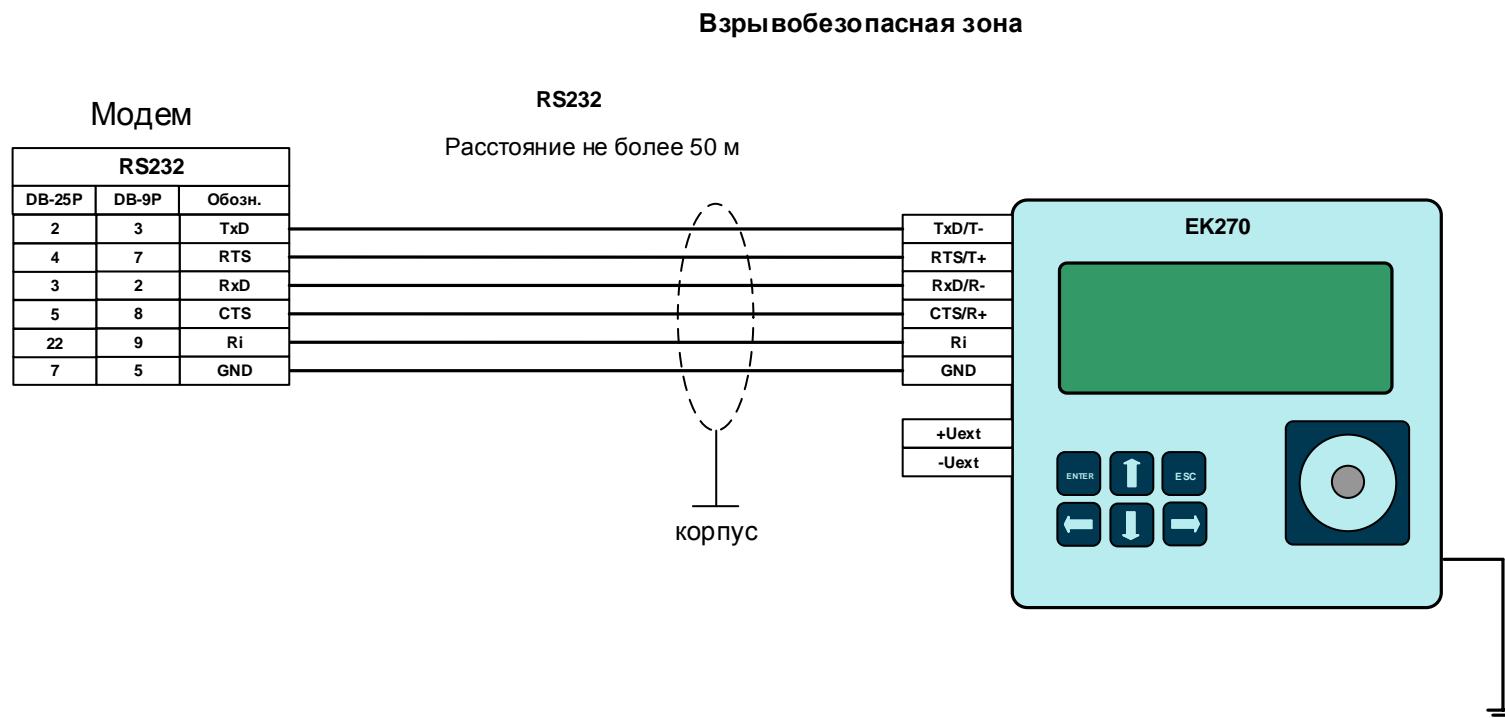 Взрывобезопасная зона
RS232
Модем
Расстояние не более 50 м
RS232
DB-25P DB-9P Обозн.
2 3 TxD
4 7 RTS
3 2 RxD
5 8 CTS
22 9 Ri
7 5 GND
TxD/T-
RTS/T+
RxD/R-
CTS/R+
Ri
GND
+Uext
-Uext
EK270
ENTER ESC
корпус